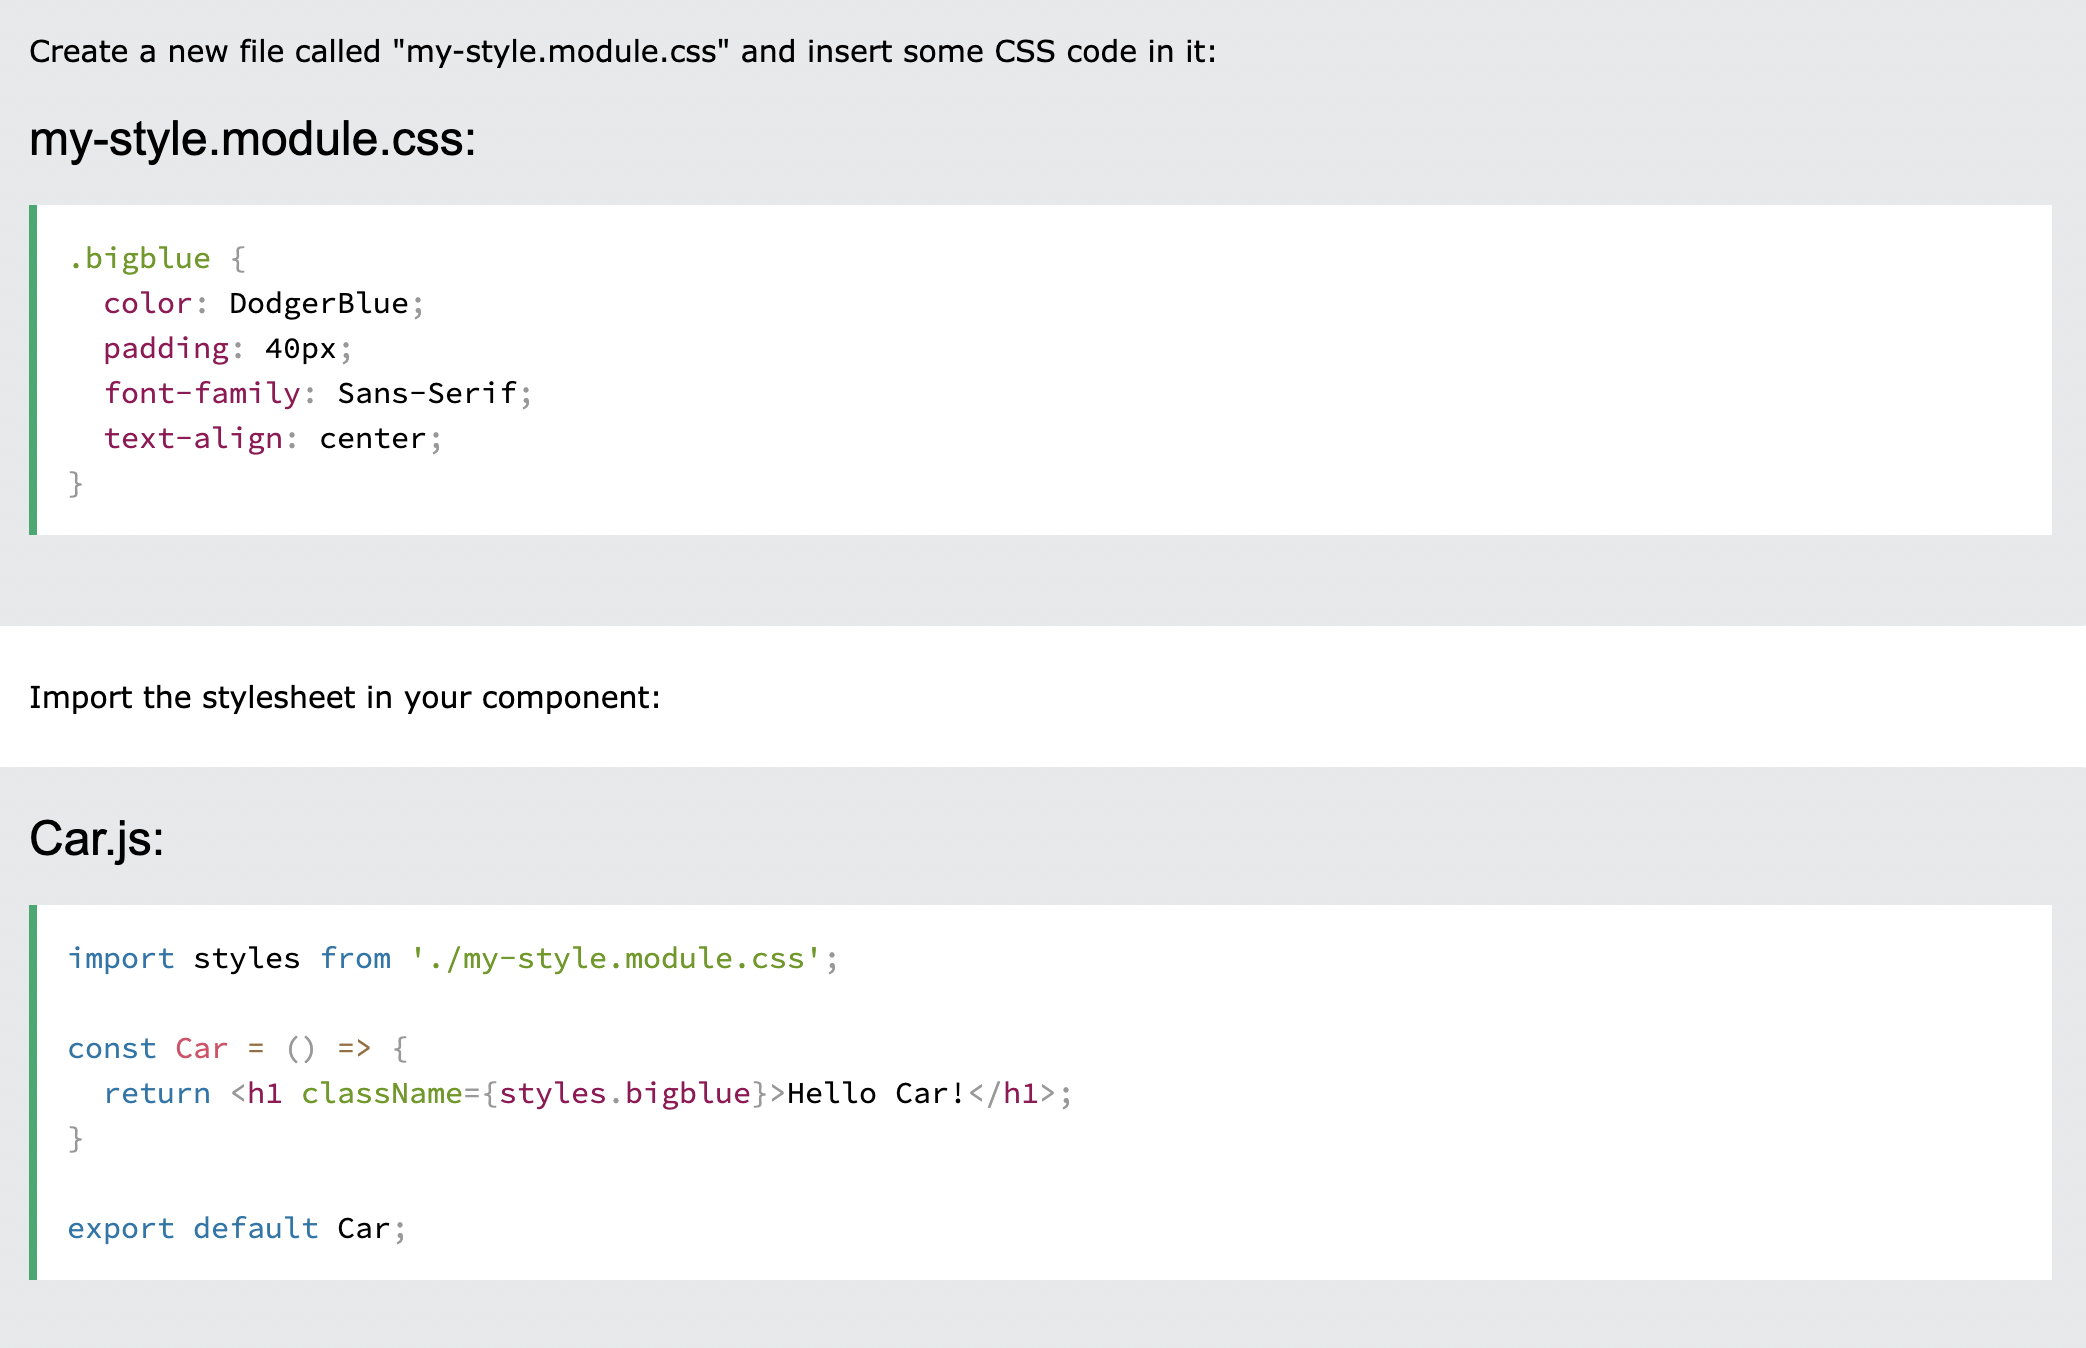 Create a new file called "my-style.module.css" and insert some CSS code in it:
my-style.module.css:
.bigblue {
  color: DodgerBlue;
  padding: 40px;
  font-family: Sans-Serif;
  text-align: center;
}
Import the stylesheet in your component:
Car.js:
import styles from './my-style.module.css';
const Car = () => {
  return <h1 className={styles.bigblue}>Hello Car!</h1>;
}
export default Car;